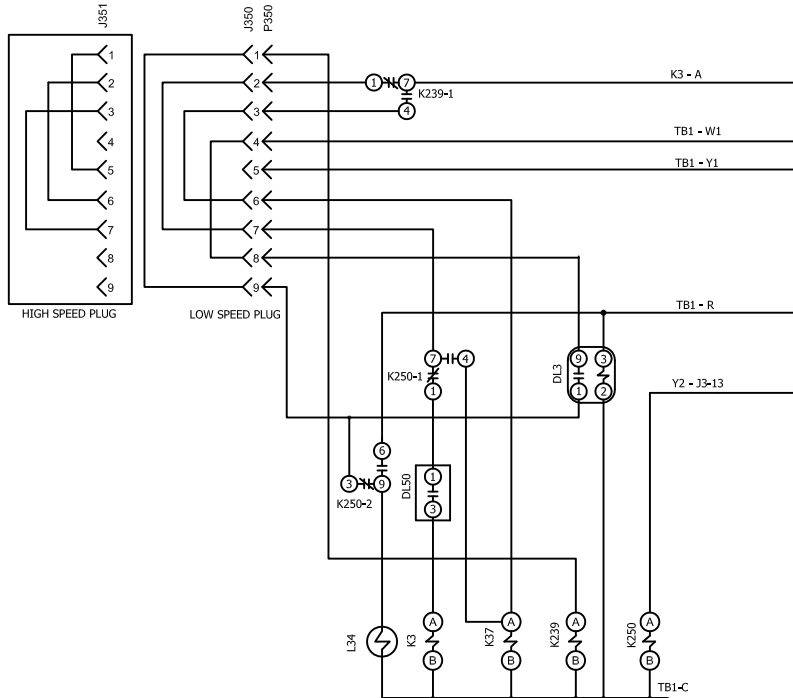 J351
J350
P350
1
2
3
4
5
6
7
8
9
1
2
3
4
5
6
7
8
9
HIGH SPEED PLUG
LOW SPEED PLUG
1
7
K239-1
4
K3 - A
TB1 - W1
TB1 - Y1
TB1 - R
7
4
K250-1
1
DL3
9
3
1
2
Y2 - J3-13
6
3
9
K250-2
DL50
1
3
L34
K3
A
B
K37
A
B
K239
A
B
K250
A
B
TB1-C